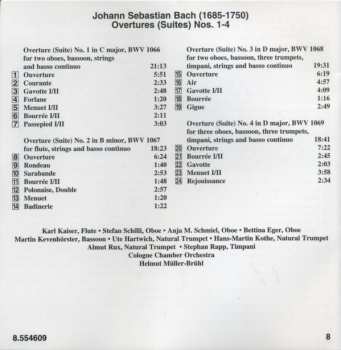 Johann Sebastian Bach (1685-1750)
Overtures (Suites) Nos. 1-4
Overture (Suite) No. 1 in C major, BWV 1066
for two oboes, bassoon, strings
and basso continuo 21:13
1 Ouverture 5:51
2 Courante 2:33
3 Gavotte I/II 2:53
4 Forlane 1:20
5 Menuet I/II 3:27
6 Bourrée I/II 2:11
7 Passepied I/II 3:03
Overture (Suite) No. 2 in B minor, BWV 1067
for flute, strings and basso continuo 18:23
8 Ouverture 6:24
9 Rondeau 1:40
10 Sarabande 2:53
11 Bourrée I/II 1:48
12 Polonaise, Double 2:57
13 Menuet 1:20
14 Badinerie 1:22
Overture (Suite) No. 3 in D major, BWV 1068
for two oboes, bassoon, three trumpets,
timpani, strings and basso continuo 19:31
15 Ouverture 6:19
16 Air 4:57
17 Gavotte I/II 4:09
18 Bourrée 1:16
19 Gigue 2:49
Overture (Suite) No. 4 in D major, BWV 1069
for three oboes, bassoon, three trumpets,
timpani, strings and basso continuo 18:41
20 Ouverture 7:22
21 Bourrée I/II 2:45
22 Gavotte 2:03
23 Menuet I/II 3:58
24 Rejouissance 2:34
Karl Kaiser, Flute • Stefan Schilli, Oboe • Anja M. Schmiel, Oboe • Bettina Eger, Oboe
Martin Kevenhörster, Bassoon • Ute Hartwich, Natural Trumpet • Hans-Martin Kothe, Natural Trumpet
Almut Rux, Natural Trumpet • Stephan Rapp, Timpani
Cologne Chamber Orchestra
Helmut Müller-Brühl
8.554609 8